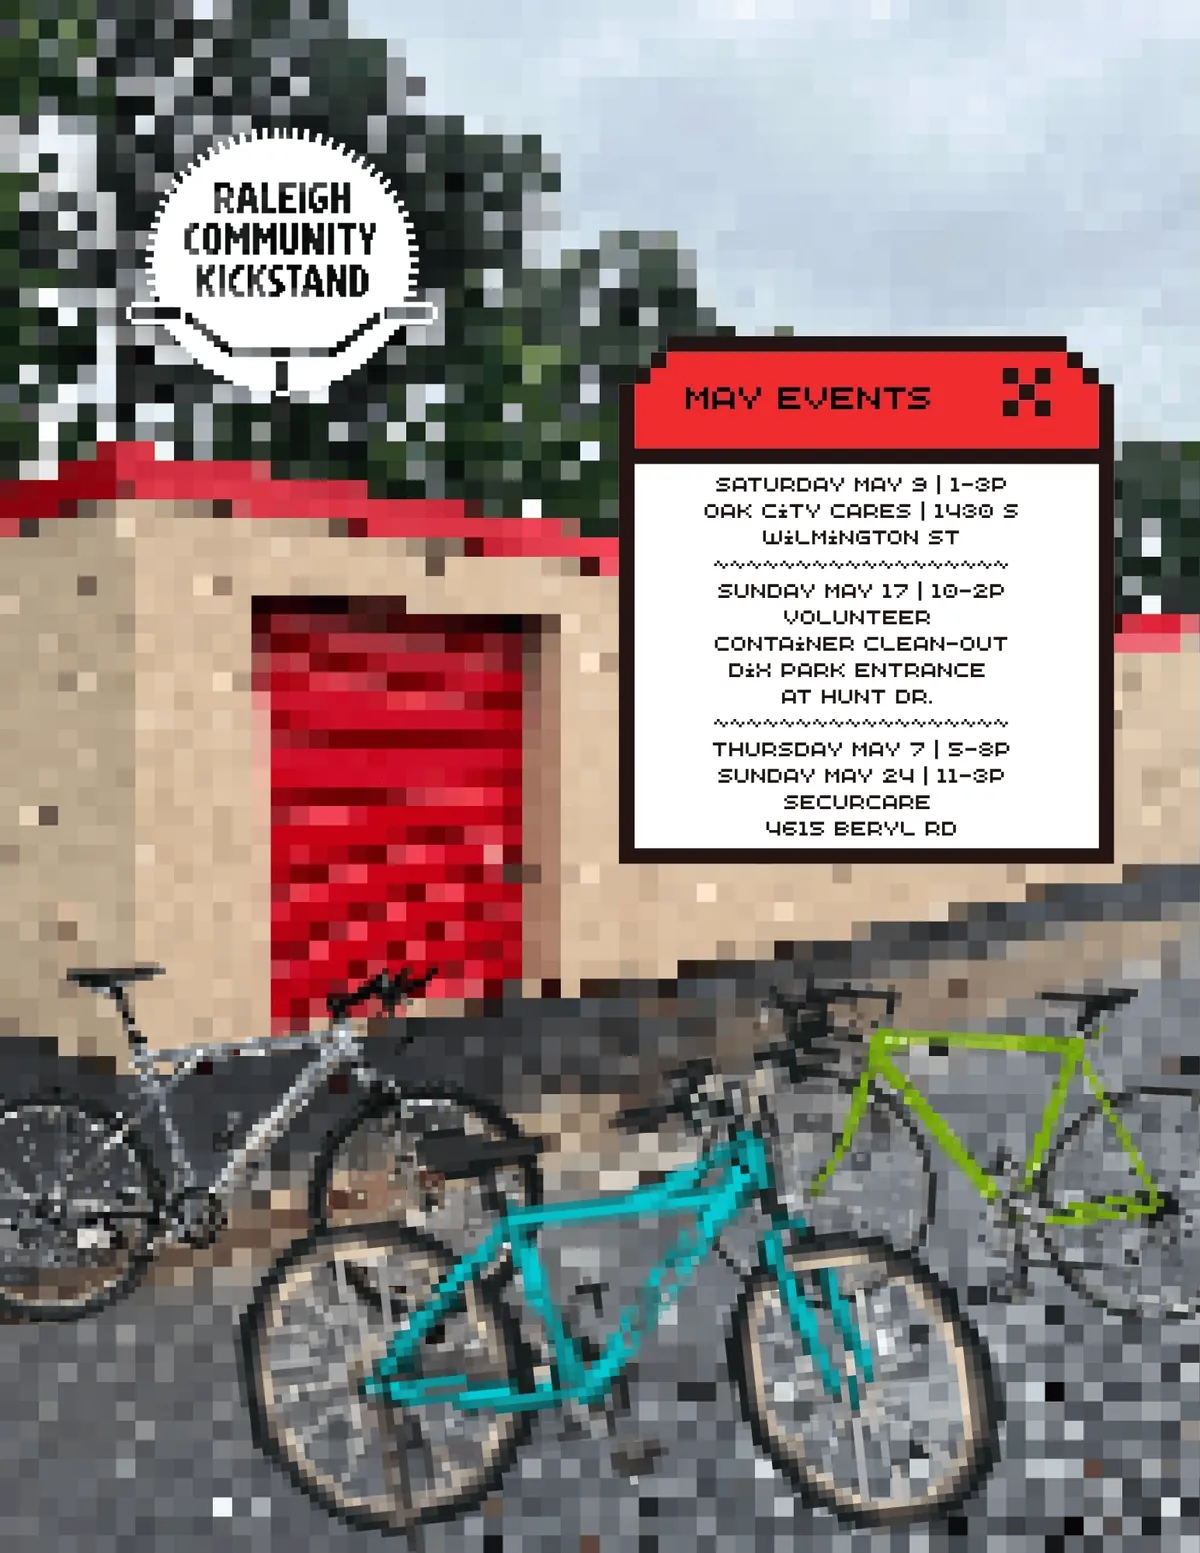 RALEIGH
COMMUNITY
KICKSTAND
MAY EVENTS
SATURDAY MAY 9 | 1-3P
OAK CiTY CARES | 1430 S
WiLMiNGTON ST
~~~~~~~~~~~~~~~~~~
SUNDAY MAY 17 | 10-2P
VOLUNTEER
CONTAiNER CLEAN-OUT
DiX PARK ENTRANCE
AT HUNT DR.
~~~~~~~~~~~~~~~~~~
THURSDAY MAY 7 | 5-8P
SUNDAY MAY 24 | 11-3P
SECURCARE
4615 BERYL RD